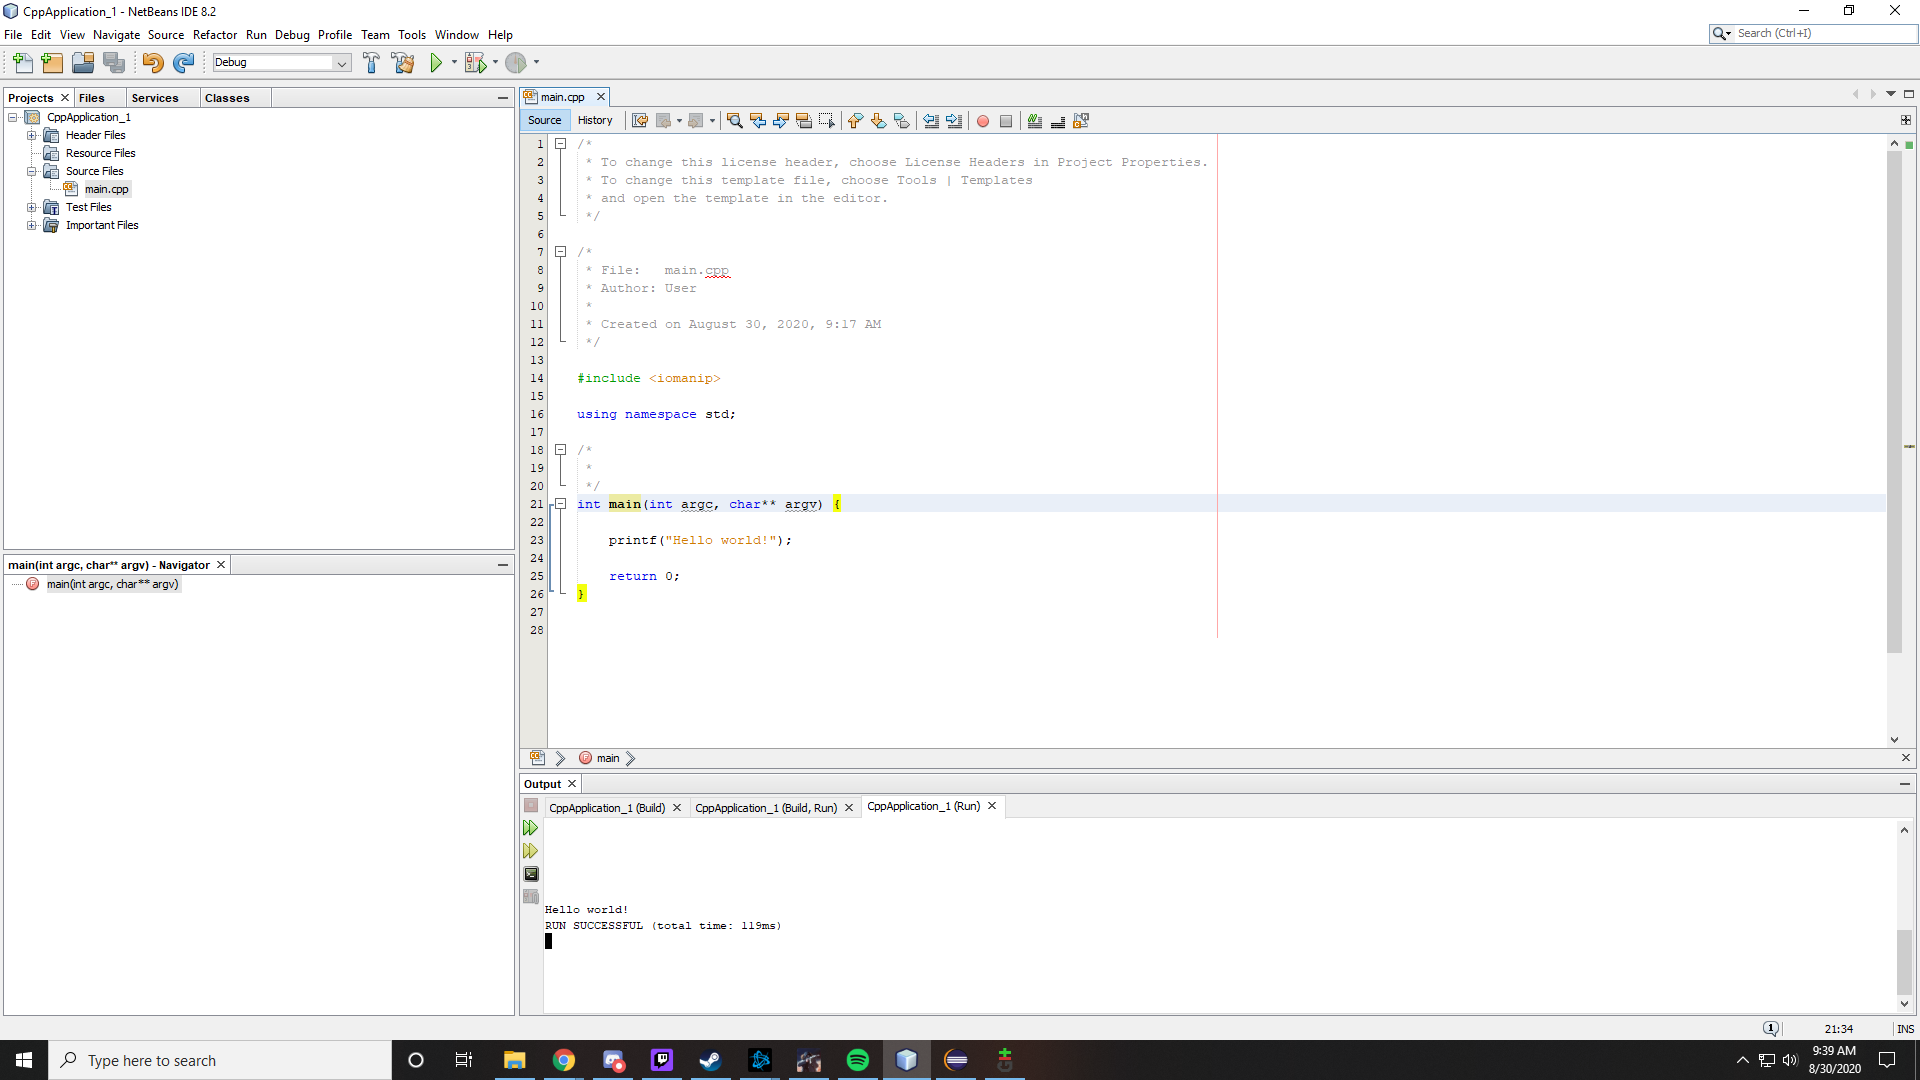 CppApplication_1 - NetBeans IDE 8.2
File Edit View Navigate Source Refactor Run Debug Profile Team Tools Window Help
Search (Ctrl+I)
Debug
Projects Files Services Classes
CppApplication_1
Header Files
Resource Files
Source Files
main.cpp
Test Files
Important Files
main(int argc, char** argv) - Navigator
main(int argc, char** argv)
main.cpp
Source History
1 /*
2 * To change this license header, choose License Headers in Project Properties.
3 * To change this template file, choose Tools | Templates
4 * and open the template in the editor.
5 */
6
7 /*
8 * File:   main.cpp
9 * Author: User
10 *
11 * Created on August 30, 2020, 9:17 AM
12 */
13
14 #include <iomanip>
15
16 using namespace std;
17
18 /*
19 *
20 */
21 int main(int argc, char** argv) {
22
23 printf("Hello world!");
24
25 return 0;
26 }
27
28
main
Output
CppApplication_1 (Build) CppApplication_1 (Build, Run) CppApplication_1 (Run)
Hello world!
RUN SUCCESSFUL (total time: 119ms)
1 21:34 INS
Type here to search
9:39 AM
8/30/2020